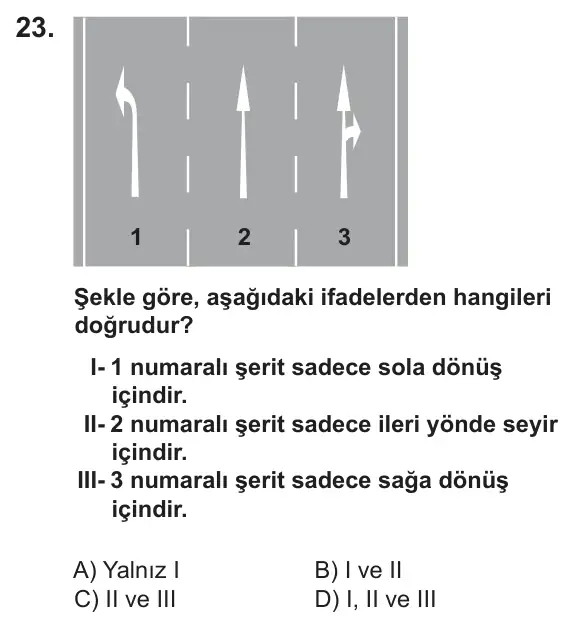 23.
1 2 3
Şekle göre, aşağıdaki ifadelerden hangileri
doğrudur?
I- 1 numaralı şerit sadece sola dönüş
içindir.
II- 2 numaralı şerit sadece ileri yönde seyir
içindir.
III- 3 numaralı şerit sadece sağa dönüş
içindir.
A) Yalnız I B) I ve II
C) II ve III D) I, II ve III